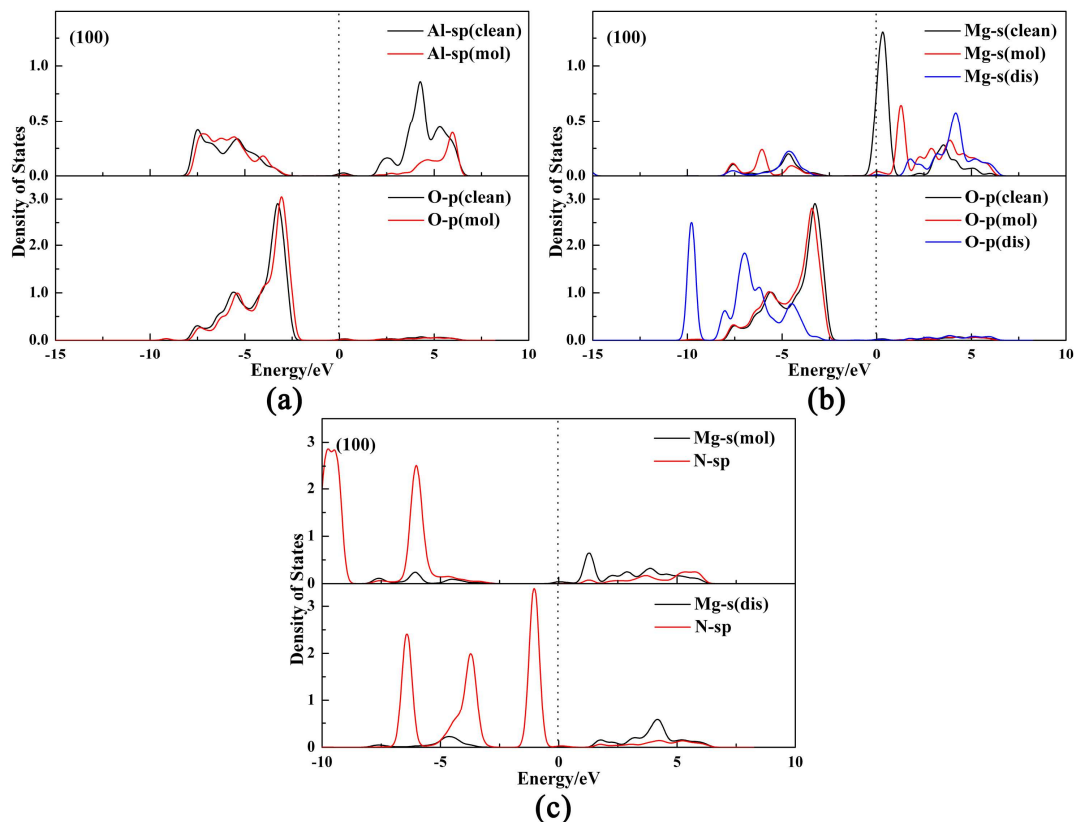 (100)
Al-sp(clean)
Al-sp(mol)
1.0
0.5
0.0
O-p(clean)
O-p(mol)
3.0
2.0
1.0
0.0
-15 -10 -5 0 5 10
Density of States
Energy/eV
(a)
(100)
Mg-s(clean)
Mg-s(mol)
Mg-s(dis)
1.0
0.5
0.0
O-p(clean)
O-p(mol)
O-p(dis)
3.0
2.0
1.0
0.0
-15 -10 -5 0 5 10
Density of States
Energy/eV
(b)
(100)
Mg-s(mol)
N-sp
3
2
1
0
Mg-s(dis)
N-sp
3
2
1
0
-10 -5 0 5 10
Density of States
Energy/eV
(c)